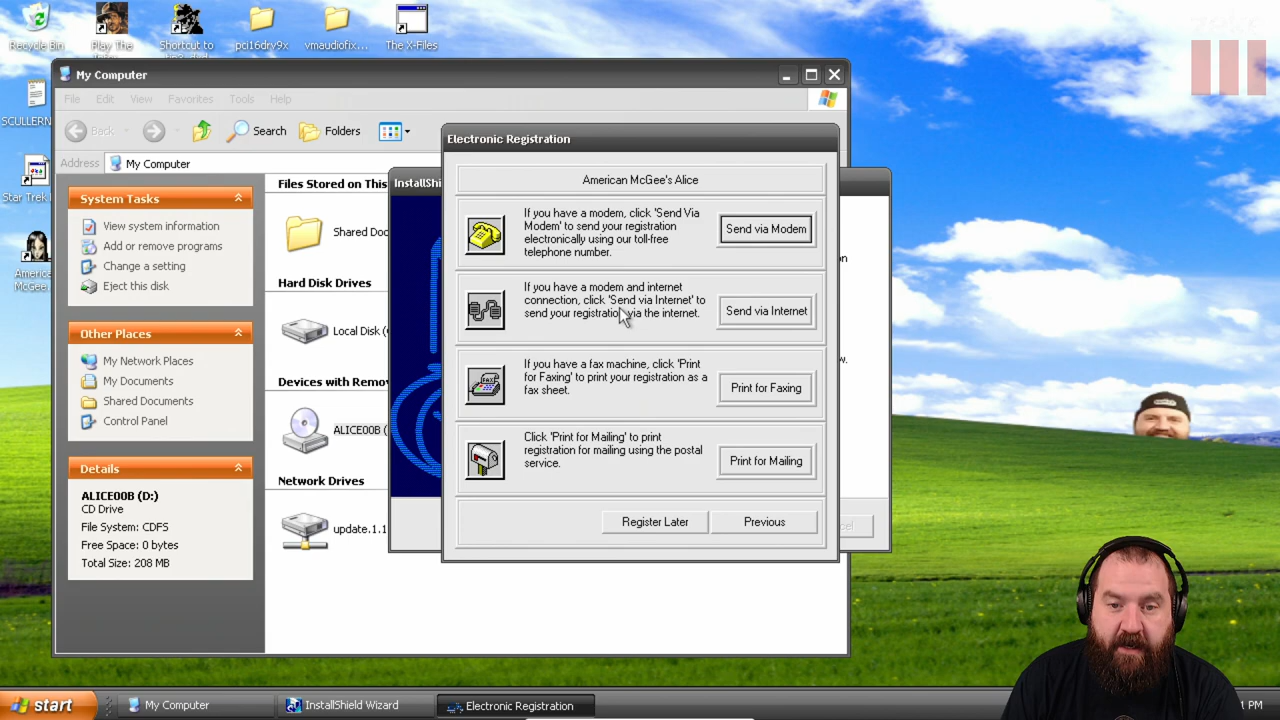 Recycle Bin
Play The
Shortcut to
pci16drv9x
vmaudiofix...
The X-Files
SCULLERN
Star Trek
America
McGee.
My Computer
File Edit View Favorites Tools Help
Back
Search
Folders
Address
My Computer
System Tasks
View system information
Add or remove programs
Change a setting
Eject this disk
Other Places
My Network Places
My Documents
Shared Documents
Control Panel
Details
ALICE00B (D:)
CD Drive
File System: CDFS
Free Space: 0 bytes
Total Size: 208 MB
Files Stored on This
Shared Doc
Hard Disk Drives
Local Disk (
Devices with Remov
ALICE00B (
Network Drives
update.1.1
InstallShi
Electronic Registration
American McGee's Alice
If you have a modem, click 'Send Via
Modem' to send your registration
electronically using our toll-free
telephone number.
Send via Modem
If you have a modem and internet
connection, click 'Send via Internet' to
send your registration via the internet.
Send via Internet
If you have a fax machine, click 'Print
for Faxing' to print your registration as a
fax sheet.
FAX
Print for Faxing
Click 'Print for Mailing' to print
registration for mailing using the postal
service.
Print for Mailing
Register Later
Previous
on
w.
cel
start
My Computer
InstallShield Wizard
Electronic Registration
1 PM